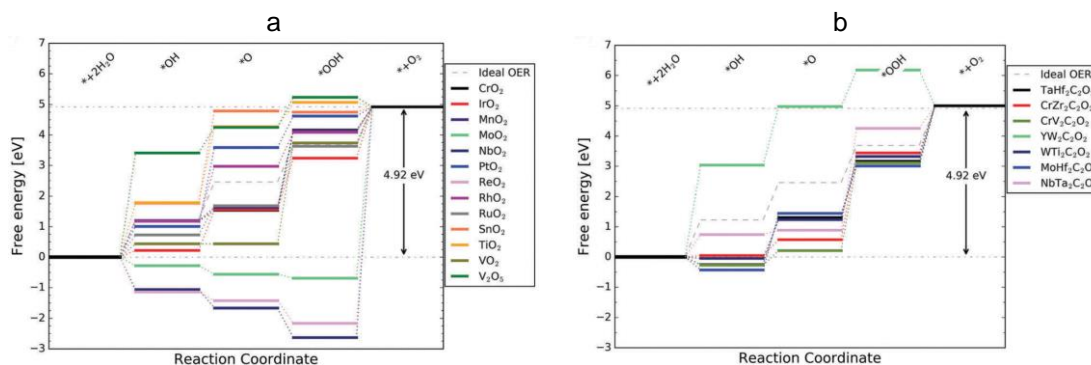 a
b
*+2H₂O
*OH
*O
*OOH
*+O₂
7
6
5
4
3
2
1
0
−1
−2
−3
Free energy [eV]
Reaction Coordinate
4.92 eV
Ideal OER
CrO₂
IrO₂
MnO₂
MoO₂
NbO₂
PtO₂
ReO₂
RhO₂
RuO₂
SnO₂
TiO₂
VO₂
V₂O₅
*+2H₂O
*OH
*O
*OOH
*+O₂
7
6
5
4
3
2
1
0
−1
−2
−3
Free energy [eV]
Reaction Coordinate
4.92 eV
Ideal OER
TaHf₂C₂O
CrZr₂C₂O₂
CrV₂C₂O₂
YW₂C₂O₂
WTi₂C₂O₂
MoHf₂C₂O
NbTa₂C₂O